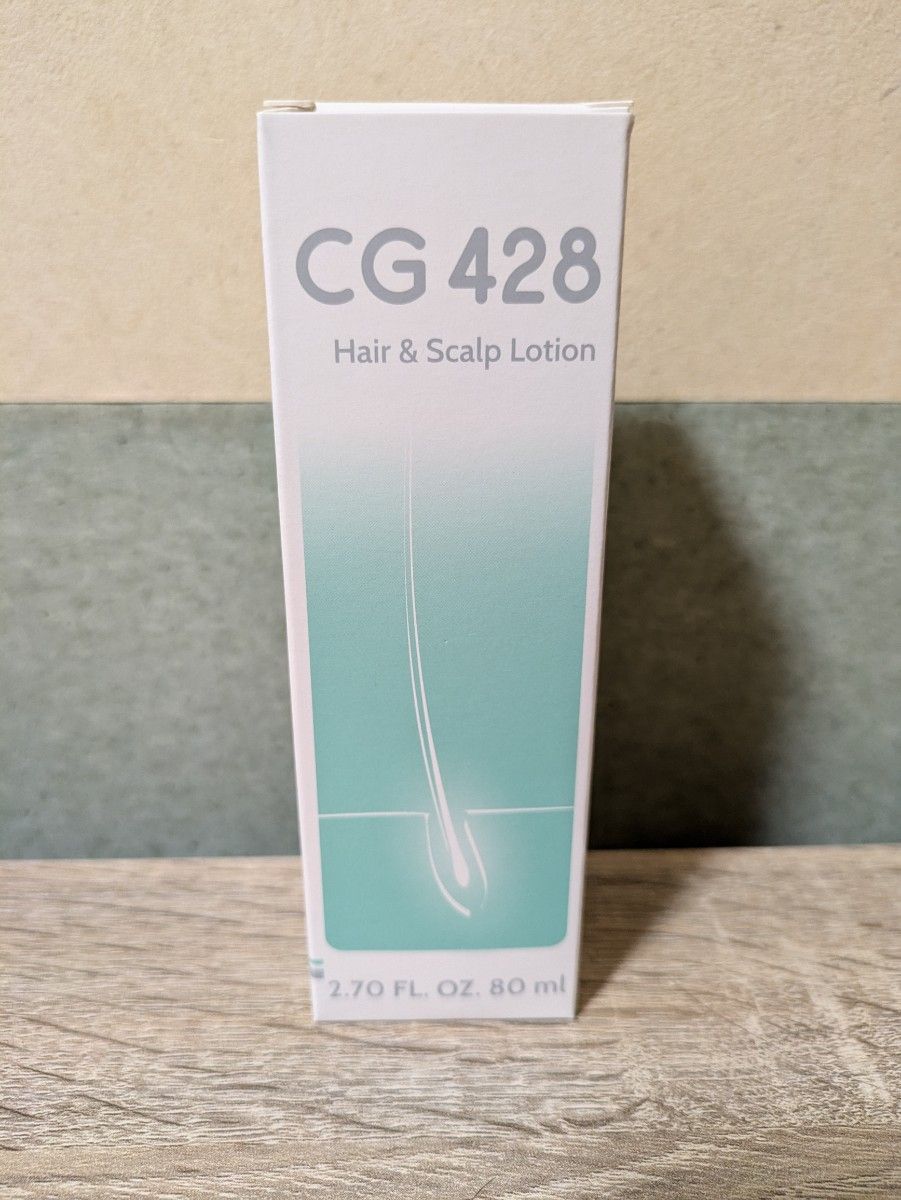 CG 428
Hair & Scalp Lotion
2.70 FL. OZ. 80 ml